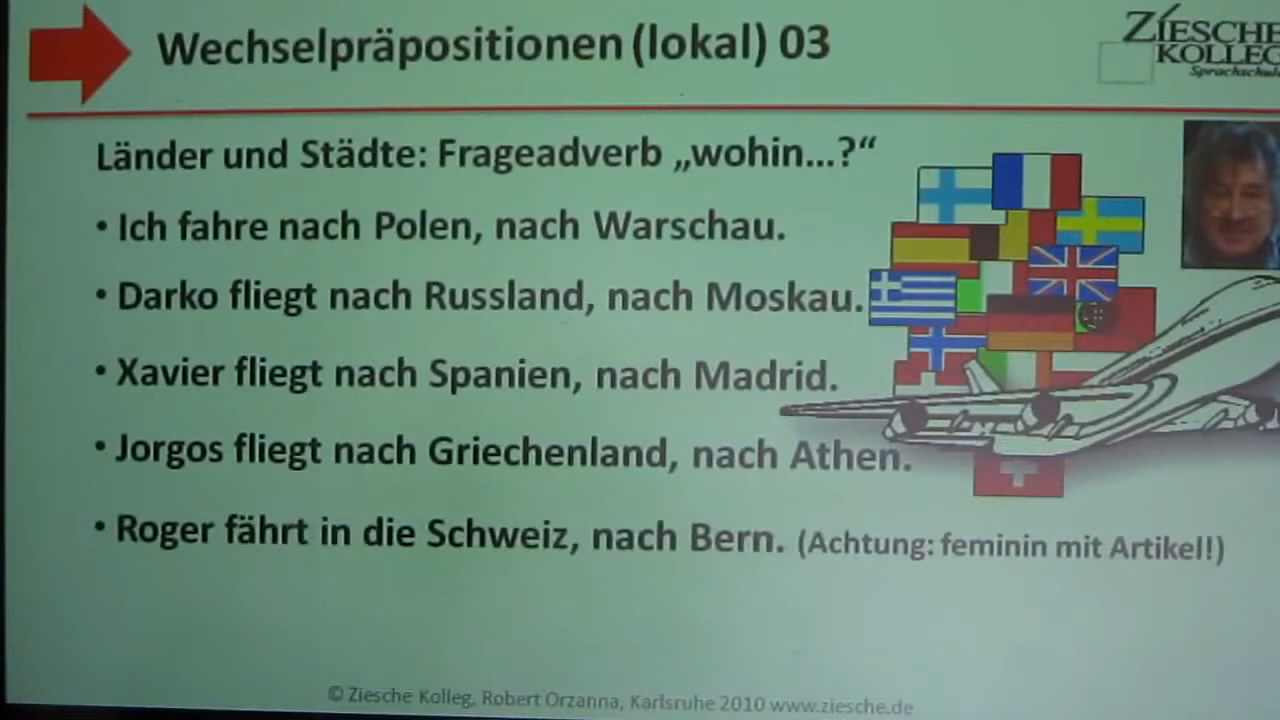 Wechselpräpositionen (lokal) 03
ZIESCHE
KOLLEG
Sprachschule
Länder und Städte: Frageadverb „wohin...?“
• Ich fahre nach Polen, nach Warschau.
• Darko fliegt nach Russland, nach Moskau.
• Xavier fliegt nach Spanien, nach Madrid.
• Jorgos fliegt nach Griechenland, nach Athen.
• Roger fährt in die Schweiz, nach Bern. (Achtung: feminin mit Artikel!)
© Ziesche Kolleg, Robert Orzanna, Karlsruhe 2010 www.ziesche.de